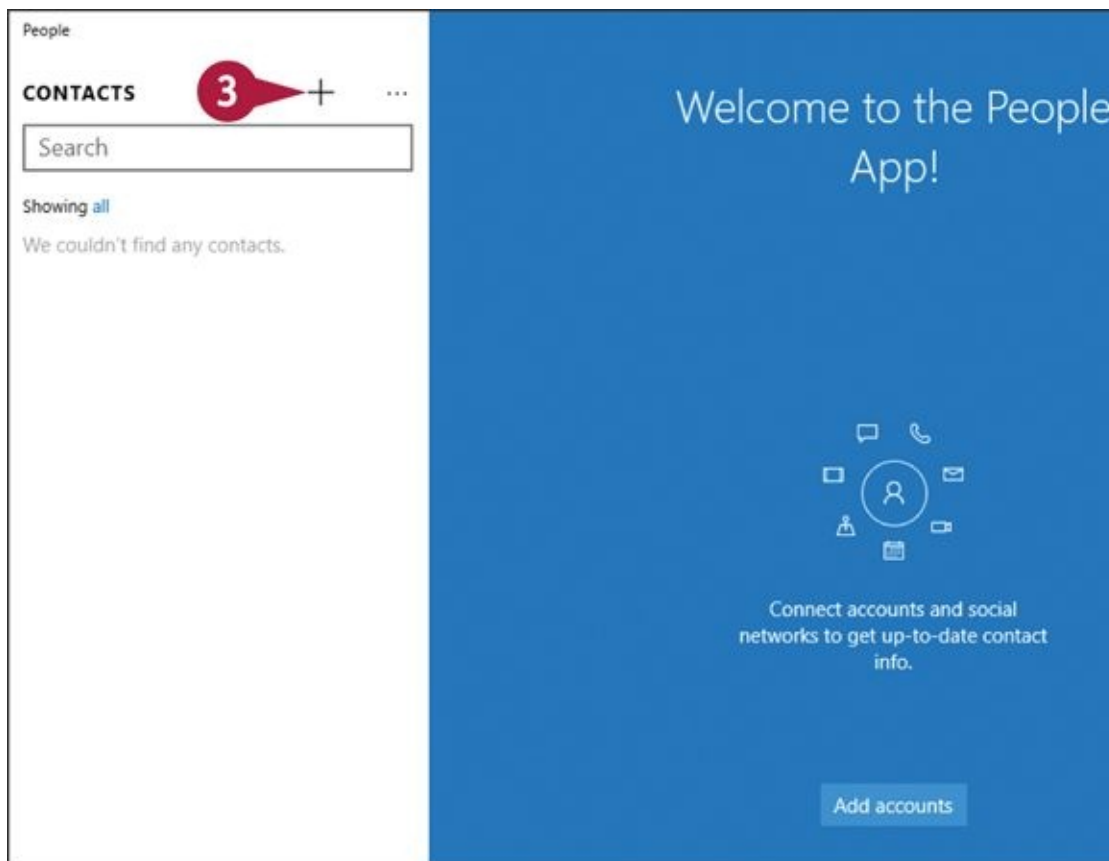 People
CONTACTS
3
+
...
Search
Showing all
We couldn't find any contacts.
Welcome to the People
App!
Connect accounts and social
networks to get up-to-date contact
info.
Add accounts